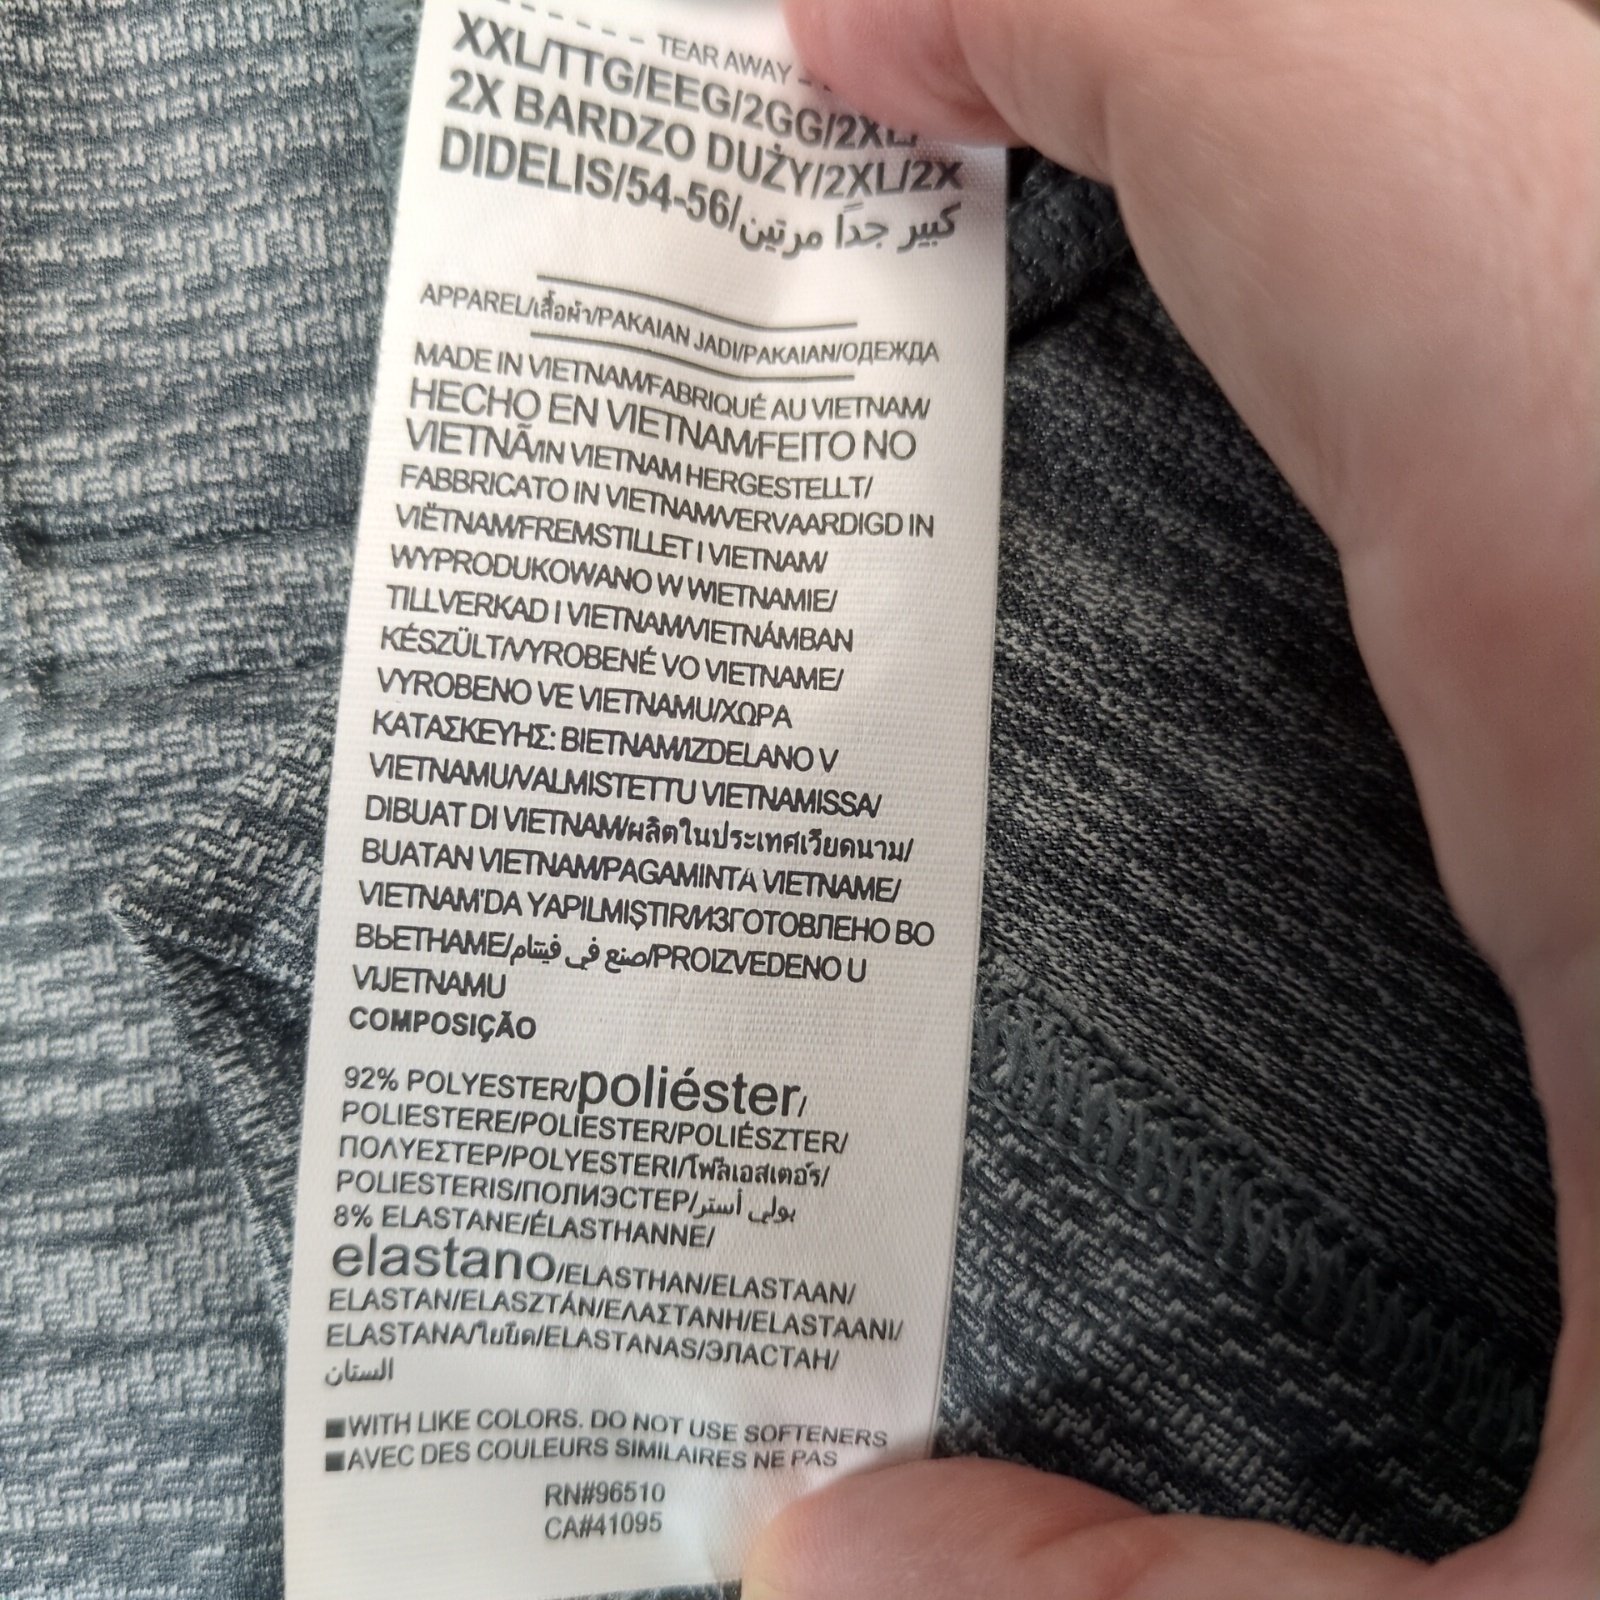 TEAR AWAY
XXL/TTG/EEG/2GG/2XL/
2X BARDZO DUŻY/2XL/2X
DIDELIS/54-56/كبير جداً مرتين
APPAREL/เสื้อผ้า/PAKAIAN JADI/PAKAIAN/ОДЕЖДА
MADE IN VIETNAM/FABRIQUÉ AU VIETNAM/
HECHO EN VIETNAM/FEITO NO
VIETNÃ/IN VIETNAM HERGESTELLT/
FABBRICATO IN VIETNAM/VERVAARDIGD IN
VIËTNAM/FREMSTILLET I VIETNAM/
WYPRODUKOWANO W WIETNAMIE/
TILLVERKAD I VIETNAM/VIETNÁMBAN
KÉSZÜLT/VYROBENÉ VO VIETNAME/
VYROBENO VE VIETNAMU/ΧΩΡΑ
ΚΑΤΑΣΚΕΥΗΣ: ΒΙΕΤΝΑΜ/IZDELANO V
VIETNAMU/VALMISTETTU VIETNAMISSA/
DIBUAT DI VIETNAM/ผลิตในประเทศเวียดนาม/
BUATAN VIETNAM/PAGAMINTA VIETNAME/
VIETNAM'DA YAPILMIŞTIR/ИЗГОТОВЛЕНО ВО
ВЬЕТНАМЕ/صنع في فيتنام/PROIZVEDENO U
VIJETNAMU
COMPOSIÇÃO
92% POLYESTER/poliéster/
POLIESTERE/POLIESTER/POLIÉSZTER/
ΠΟΛΥΕΣΤΕΡ/POLYESTERI/โพลีเอสเตอร์/
POLIESTERIS/ПОЛИЭСТЕР/بولي أستر
8% ELASTANE/ÉLASTHANNE/
elastano/ELASTHAN/ELASTAAN/
ELASTAN/ELASZTÁN/ΕΛΑΣΤΑΝΗ/ELASTAANI/
ELASTANA/ใยยืด/ELASTANAS/ЭЛАСТАН/
الستان
■WITH LIKE COLORS. DO NOT USE SOFTENERS
■AVEC DES COULEURS SIMILAIRES NE PAS
RN#96510
CA#41095